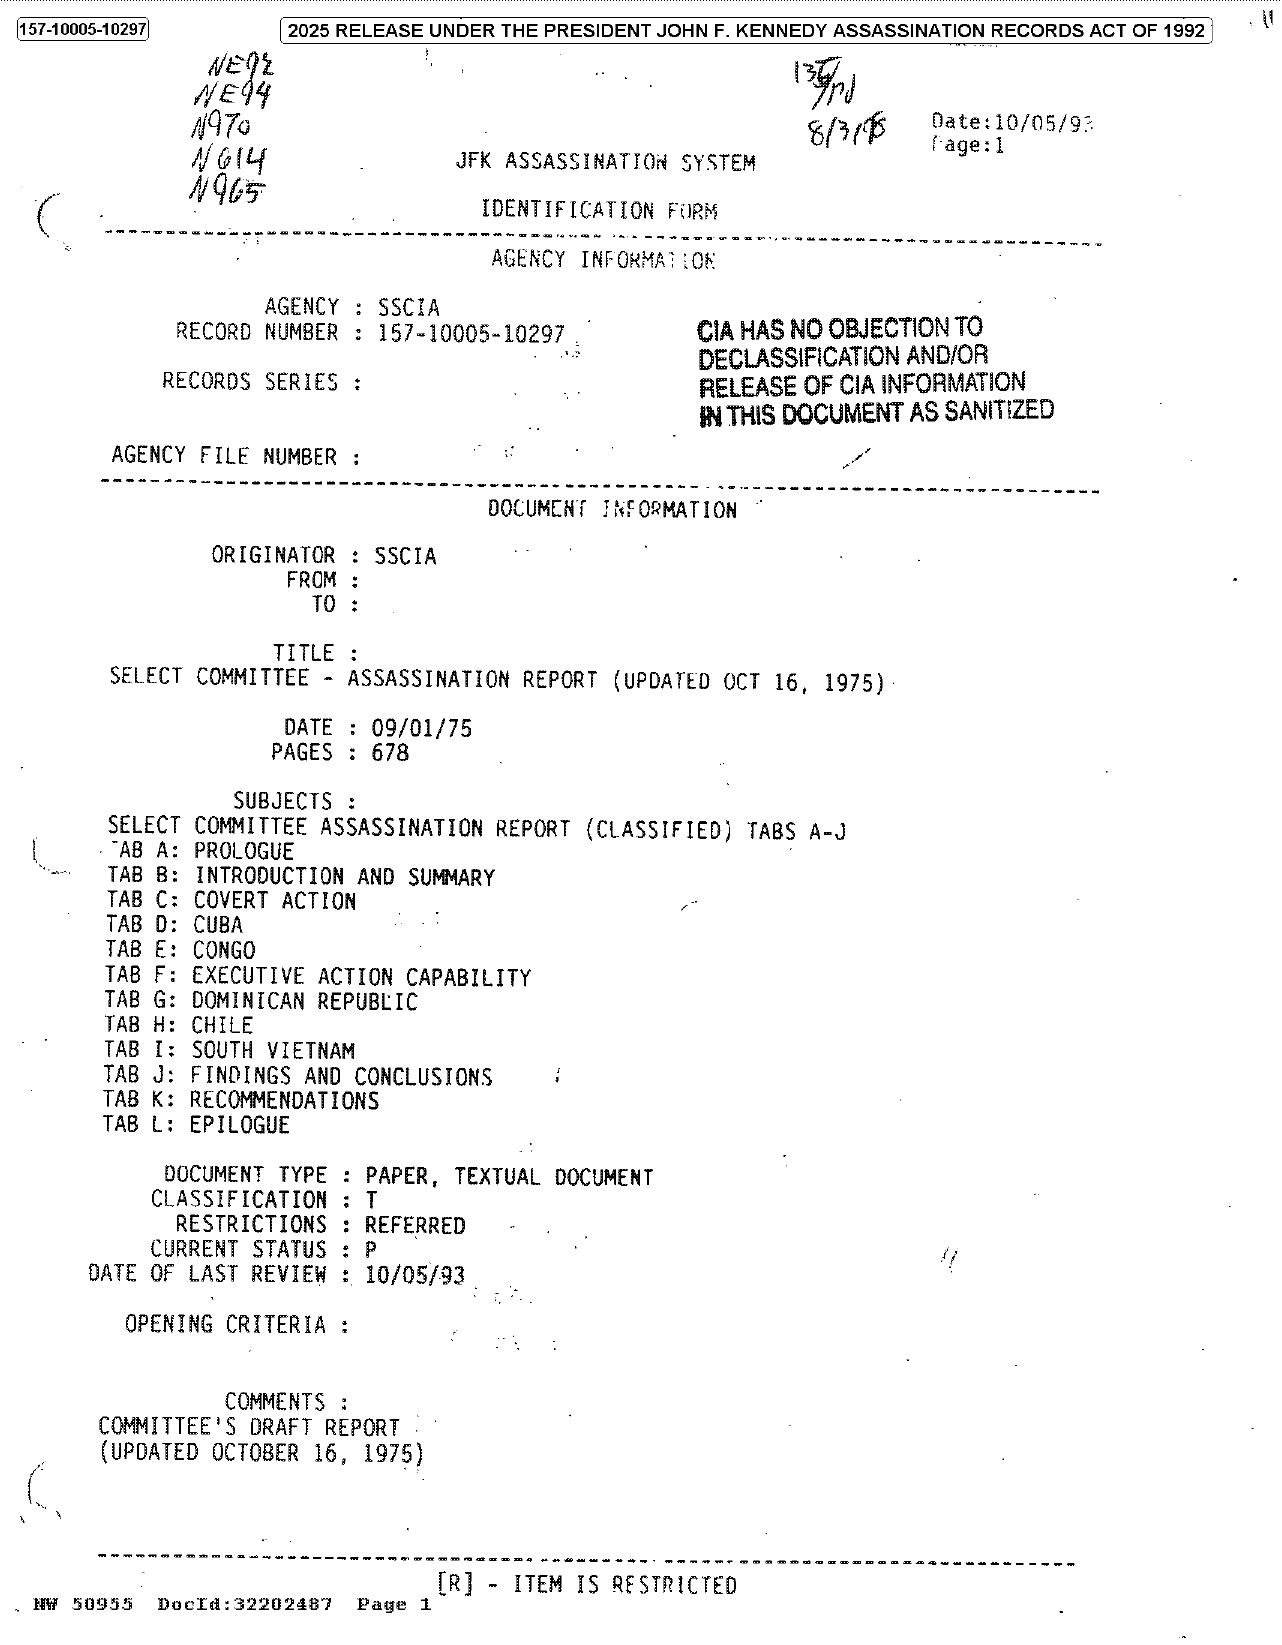 157-10005-10297
2025 RELEASE UNDER THE PRESIDENT JOHN F. KENNEDY ASSASSINATION RECORDS ACT OF 1992
NE92
NE94
N970
NG14
N965
Date:10/05/93
Page:1
JFK ASSASSINATION SYSTEM
IDENTIFICATION FORM
AGENCY INFORMATION
AGENCY : SSCIA
RECORD NUMBER : 157-10005-10297
RECORDS SERIES :
AGENCY FILE NUMBER :
CIA HAS NO OBJECTION TO
DECLASSIFICATION AND/OR
RELEASE OF CIA INFORMATION
IN THIS DOCUMENT AS SANITIZED
DOCUMENT INFORMATION
ORIGINATOR : SSCIA
FROM :
TO :
TITLE :
SELECT COMMITTEE - ASSASSINATION REPORT (UPDATED OCT 16, 1975)
DATE : 09/01/75
PAGES : 678
SUBJECTS :
SELECT COMMITTEE ASSASSINATION REPORT (CLASSIFIED) TABS A-J
TAB A: PROLOGUE
TAB B: INTRODUCTION AND SUMMARY
TAB C: COVERT ACTION
TAB D: CUBA
TAB E: CONGO
TAB F: EXECUTIVE ACTION CAPABILITY
TAB G: DOMINICAN REPUBLIC
TAB H: CHILE
TAB I: SOUTH VIETNAM
TAB J: FINDINGS AND CONCLUSIONS
TAB K: RECOMMENDATIONS
TAB L: EPILOGUE
DOCUMENT TYPE : PAPER, TEXTUAL DOCUMENT
CLASSIFICATION : T
RESTRICTIONS : REFERRED
CURRENT STATUS : P
DATE OF LAST REVIEW : 10/05/93
OPENING CRITERIA :
COMMENTS :
COMMITTEE'S DRAFT REPORT
(UPDATED OCTOBER 16, 1975)
[R] - ITEM IS RESTRICTED
NW 50955 DocId:32202487 Page 1